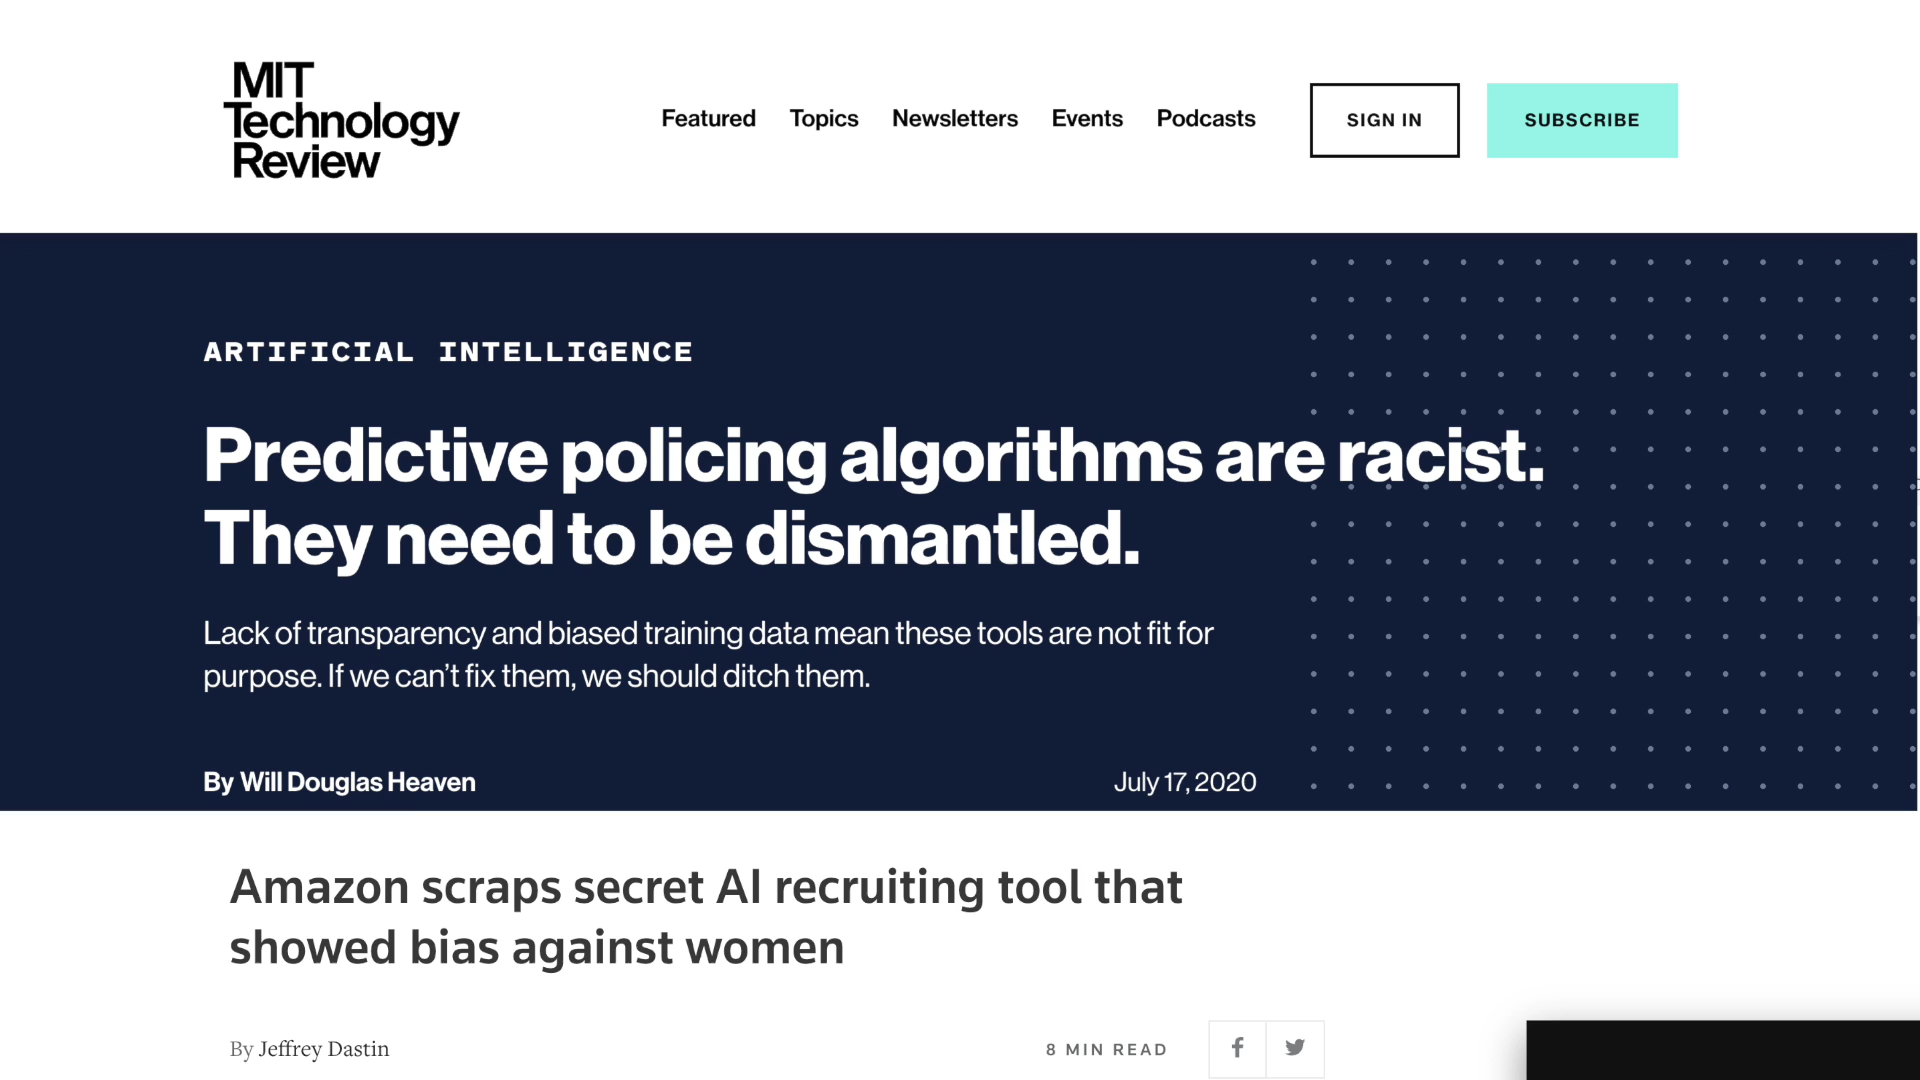 MIT
Technology
Review
Featured Topics Newsletters Events Podcasts SIGN IN SUBSCRIBE
ARTIFICIAL INTELLIGENCE
Predictive policing algorithms are racist.
They need to be dismantled.
Lack of transparency and biased training data mean these tools are not fit for
purpose. If we can’t fix them, we should ditch them.
By Will Douglas Heaven July 17, 2020
Amazon scraps secret AI recruiting tool that
showed bias against women
By Jeffrey Dastin 8 MIN READ